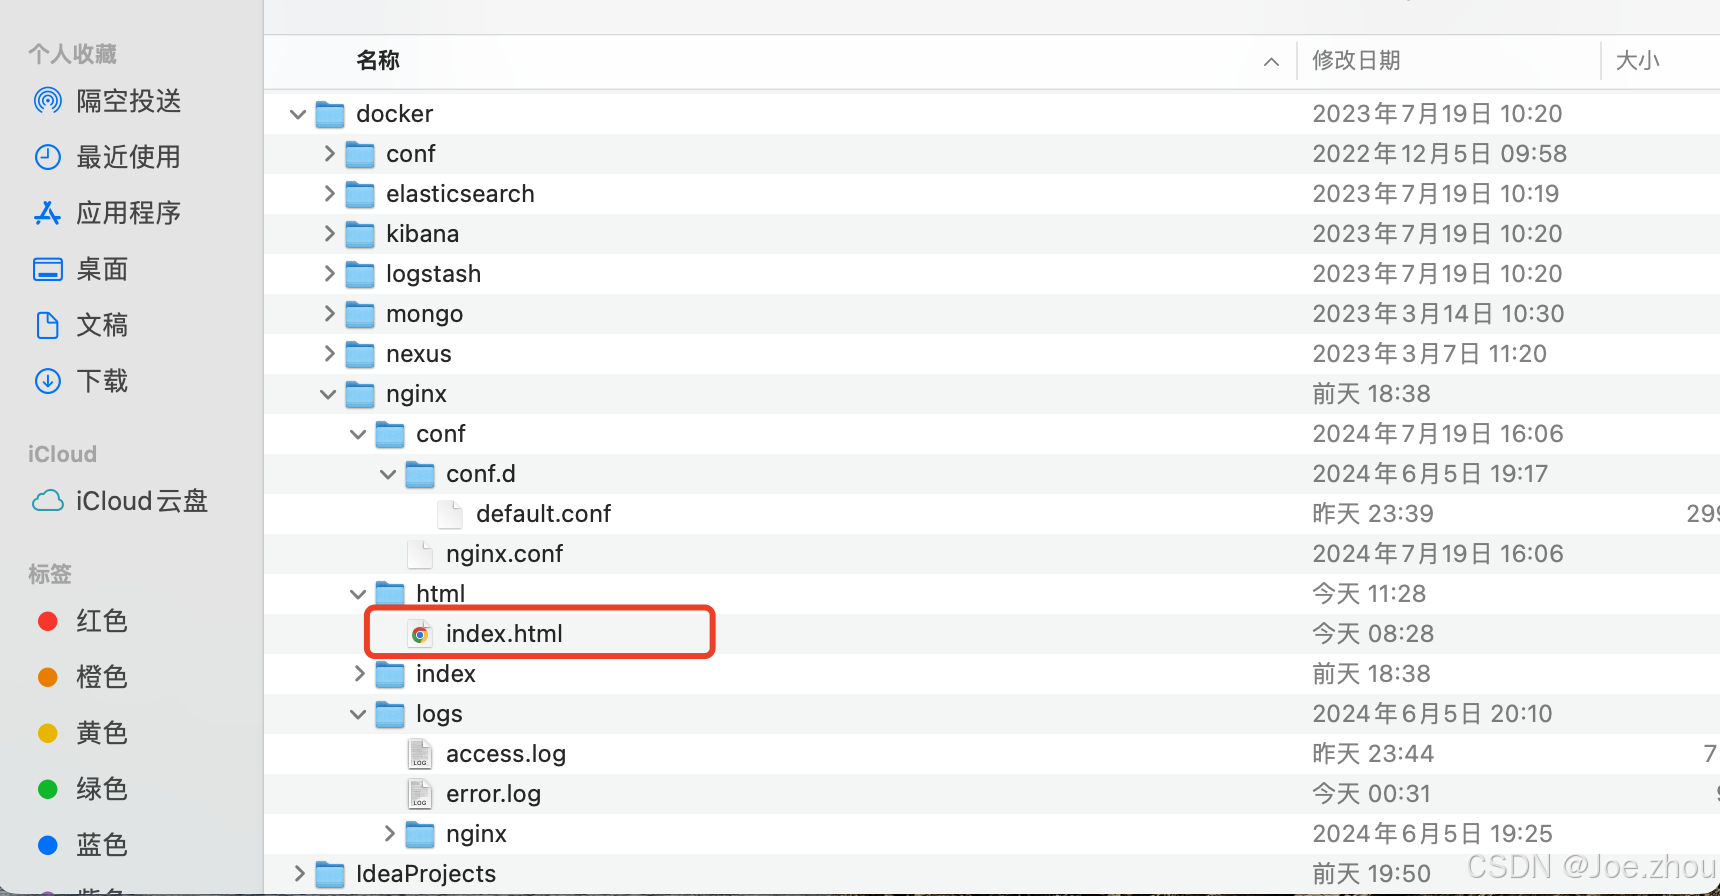 个人收藏
隔空投送
最近使用
应用程序
桌面
文稿
下载
iCloud
iCloud云盘
标签
红色
橙色
黄色
绿色
蓝色
名称 修改日期 大小
docker 2023年7月19日 10:20
conf 2022年12月5日 09:58
elasticsearch 2023年7月19日 10:19
kibana 2023年7月19日 10:20
logstash 2023年7月19日 10:20
mongo 2023年3月14日 10:30
nexus 2023年3月7日 11:20
nginx 前天 18:38
conf 2024年7月19日 16:06
conf.d 2024年6月5日 19:17
default.conf 昨天 23:39
nginx.conf 2024年7月19日 16:06
html 今天 11:28
index.html 今天 08:28
index 前天 18:38
logs 2024年6月5日 20:10
access.log 昨天 23:44 7
error.log 今天 00:31
nginx 2024年6月5日 19:25
IdeaProjects 前天 19:50
CSDN @Joe.zhou